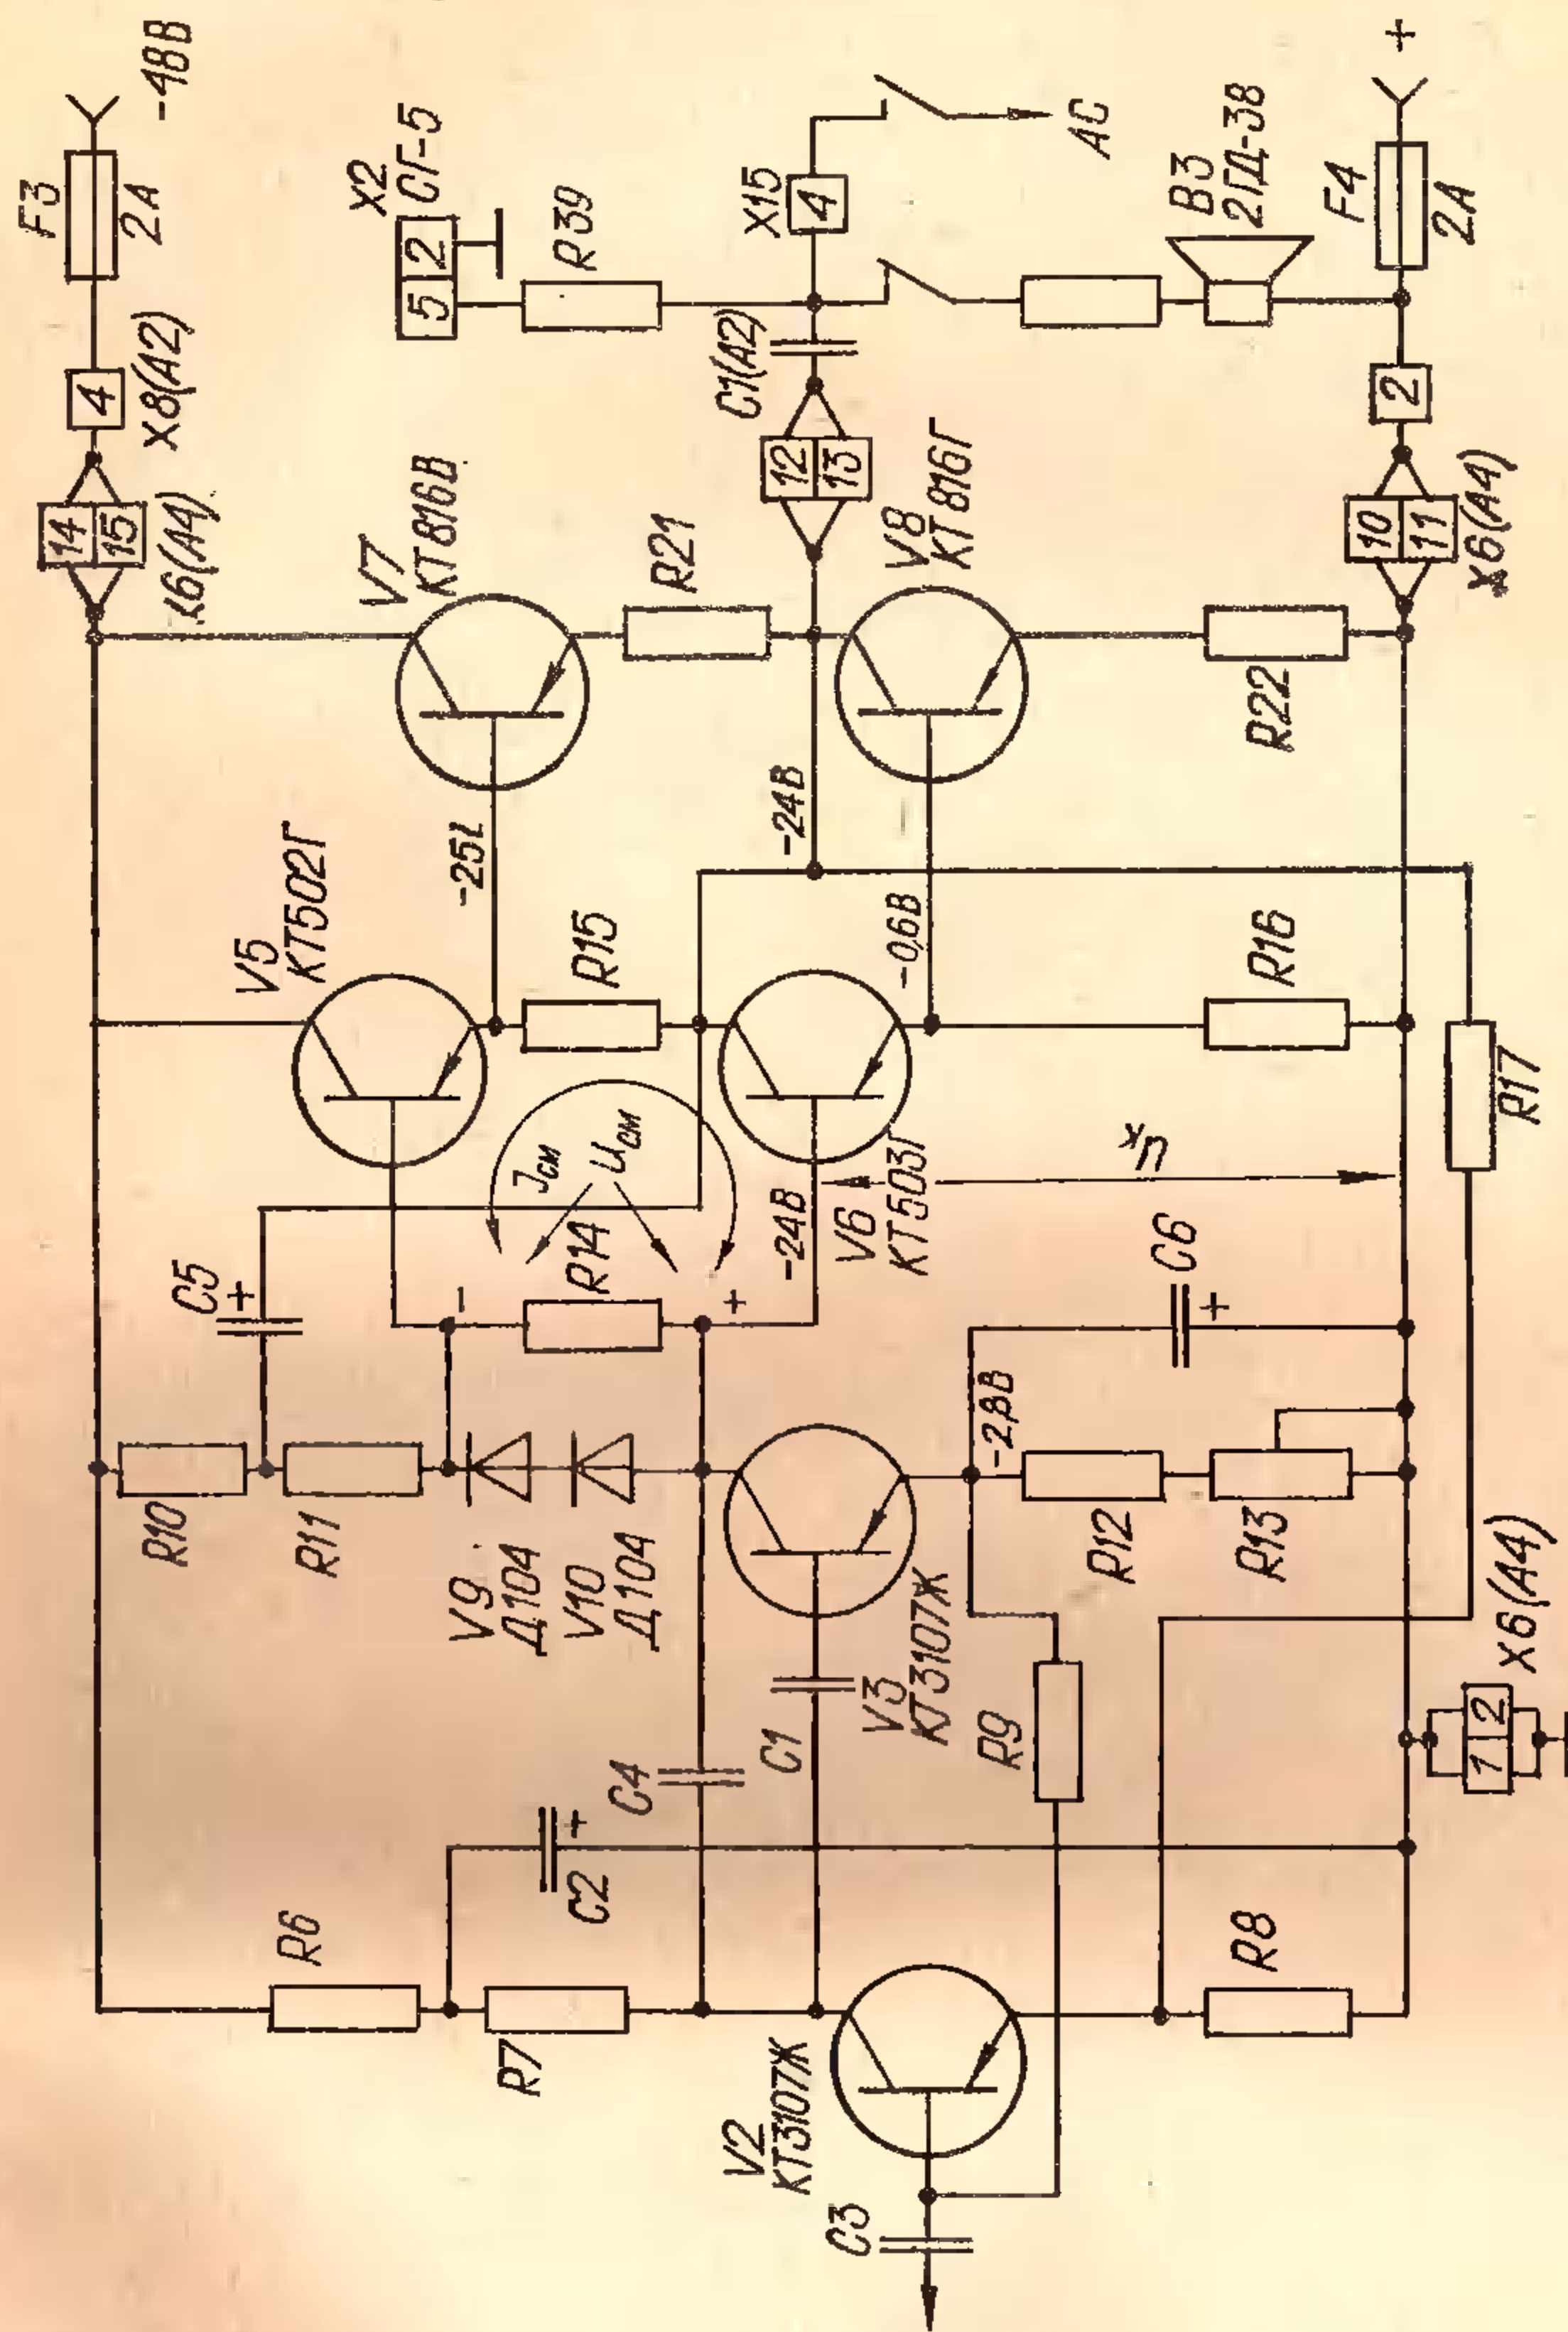 F3
2А
-48В
4
X8(А2)
14
15
X6(А4)
X2
СГ-5
5
2
R39
X15
4
АС
С1(А2)
12
13
В3
2ГД-38
F4
2А
+
2
10
11
X6(А4)
V7
КТ816В
R21
V8
КТ816Г
R22
V5
КТ502Г
-24В
R15
-0,6В
R16
R17
Jсм
Uсм
R14
-
+
-24В
V6
КТ503Г
Uк
С5
+
С6
+
R10
R11
V9
Д104
V10
Д104
-2,8В
R12
R13
V3
КТ3107Ж
С4
С1
R9
X6(А4)
1
2
С2
+
R6
R7
R8
V2
КТ3107Ж
С3